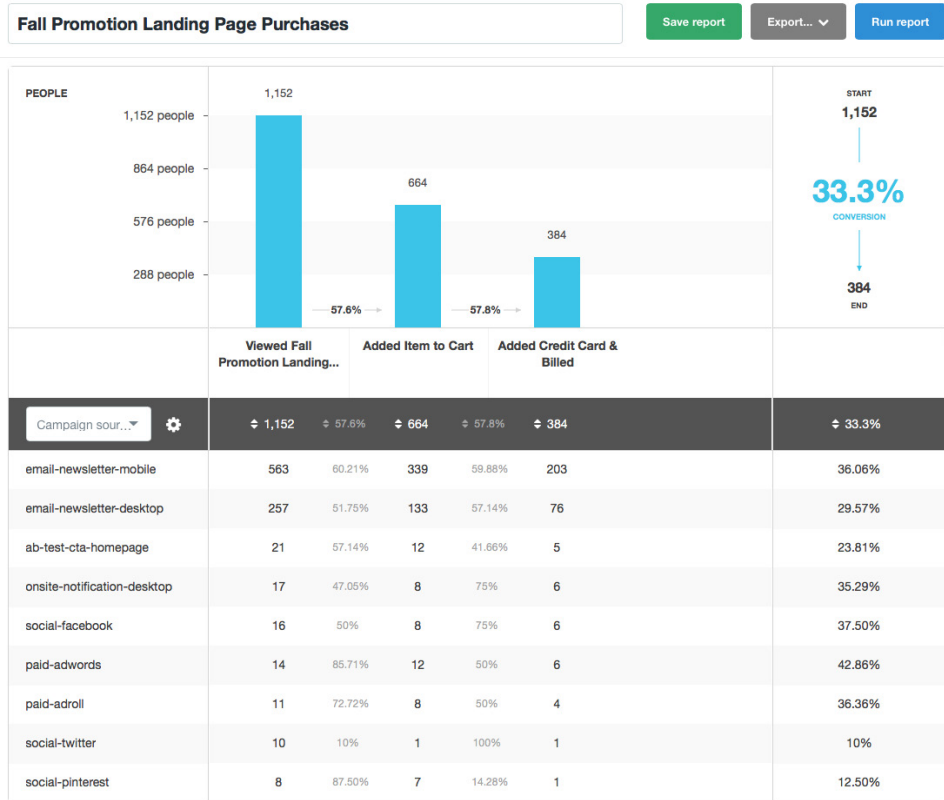 Fall Promotion Landing Page Purchases
Save report
Export...
Run report
PEOPLE
1,152 people
864 people
576 people
288 people
1,152
664
384
57.6%
57.8%
START
1,152
33.3%
CONVERSION
384
END
Viewed Fall
Promotion Landing...
Added Item to Cart
Added Credit Card &
Billed
Campaign sour... 1,152 57.6% 664 57.8% 384 33.3%
email-newsletter-mobile 563 60.21% 339 59.88% 203 36.06%
email-newsletter-desktop 257 51.75% 133 57.14% 76 29.57%
ab-test-cta-homepage 21 57.14% 12 41.66% 5 23.81%
onsite-notification-desktop 17 47.05% 8 75% 6 35.29%
social-facebook 16 50% 8 75% 6 37.50%
paid-adwords 14 85.71% 12 50% 6 42.86%
paid-adroll 11 72.72% 8 50% 4 36.36%
social-twitter 10 10% 1 100% 1 10%
social-pinterest 8 87.50% 7 14.28% 1 12.50%